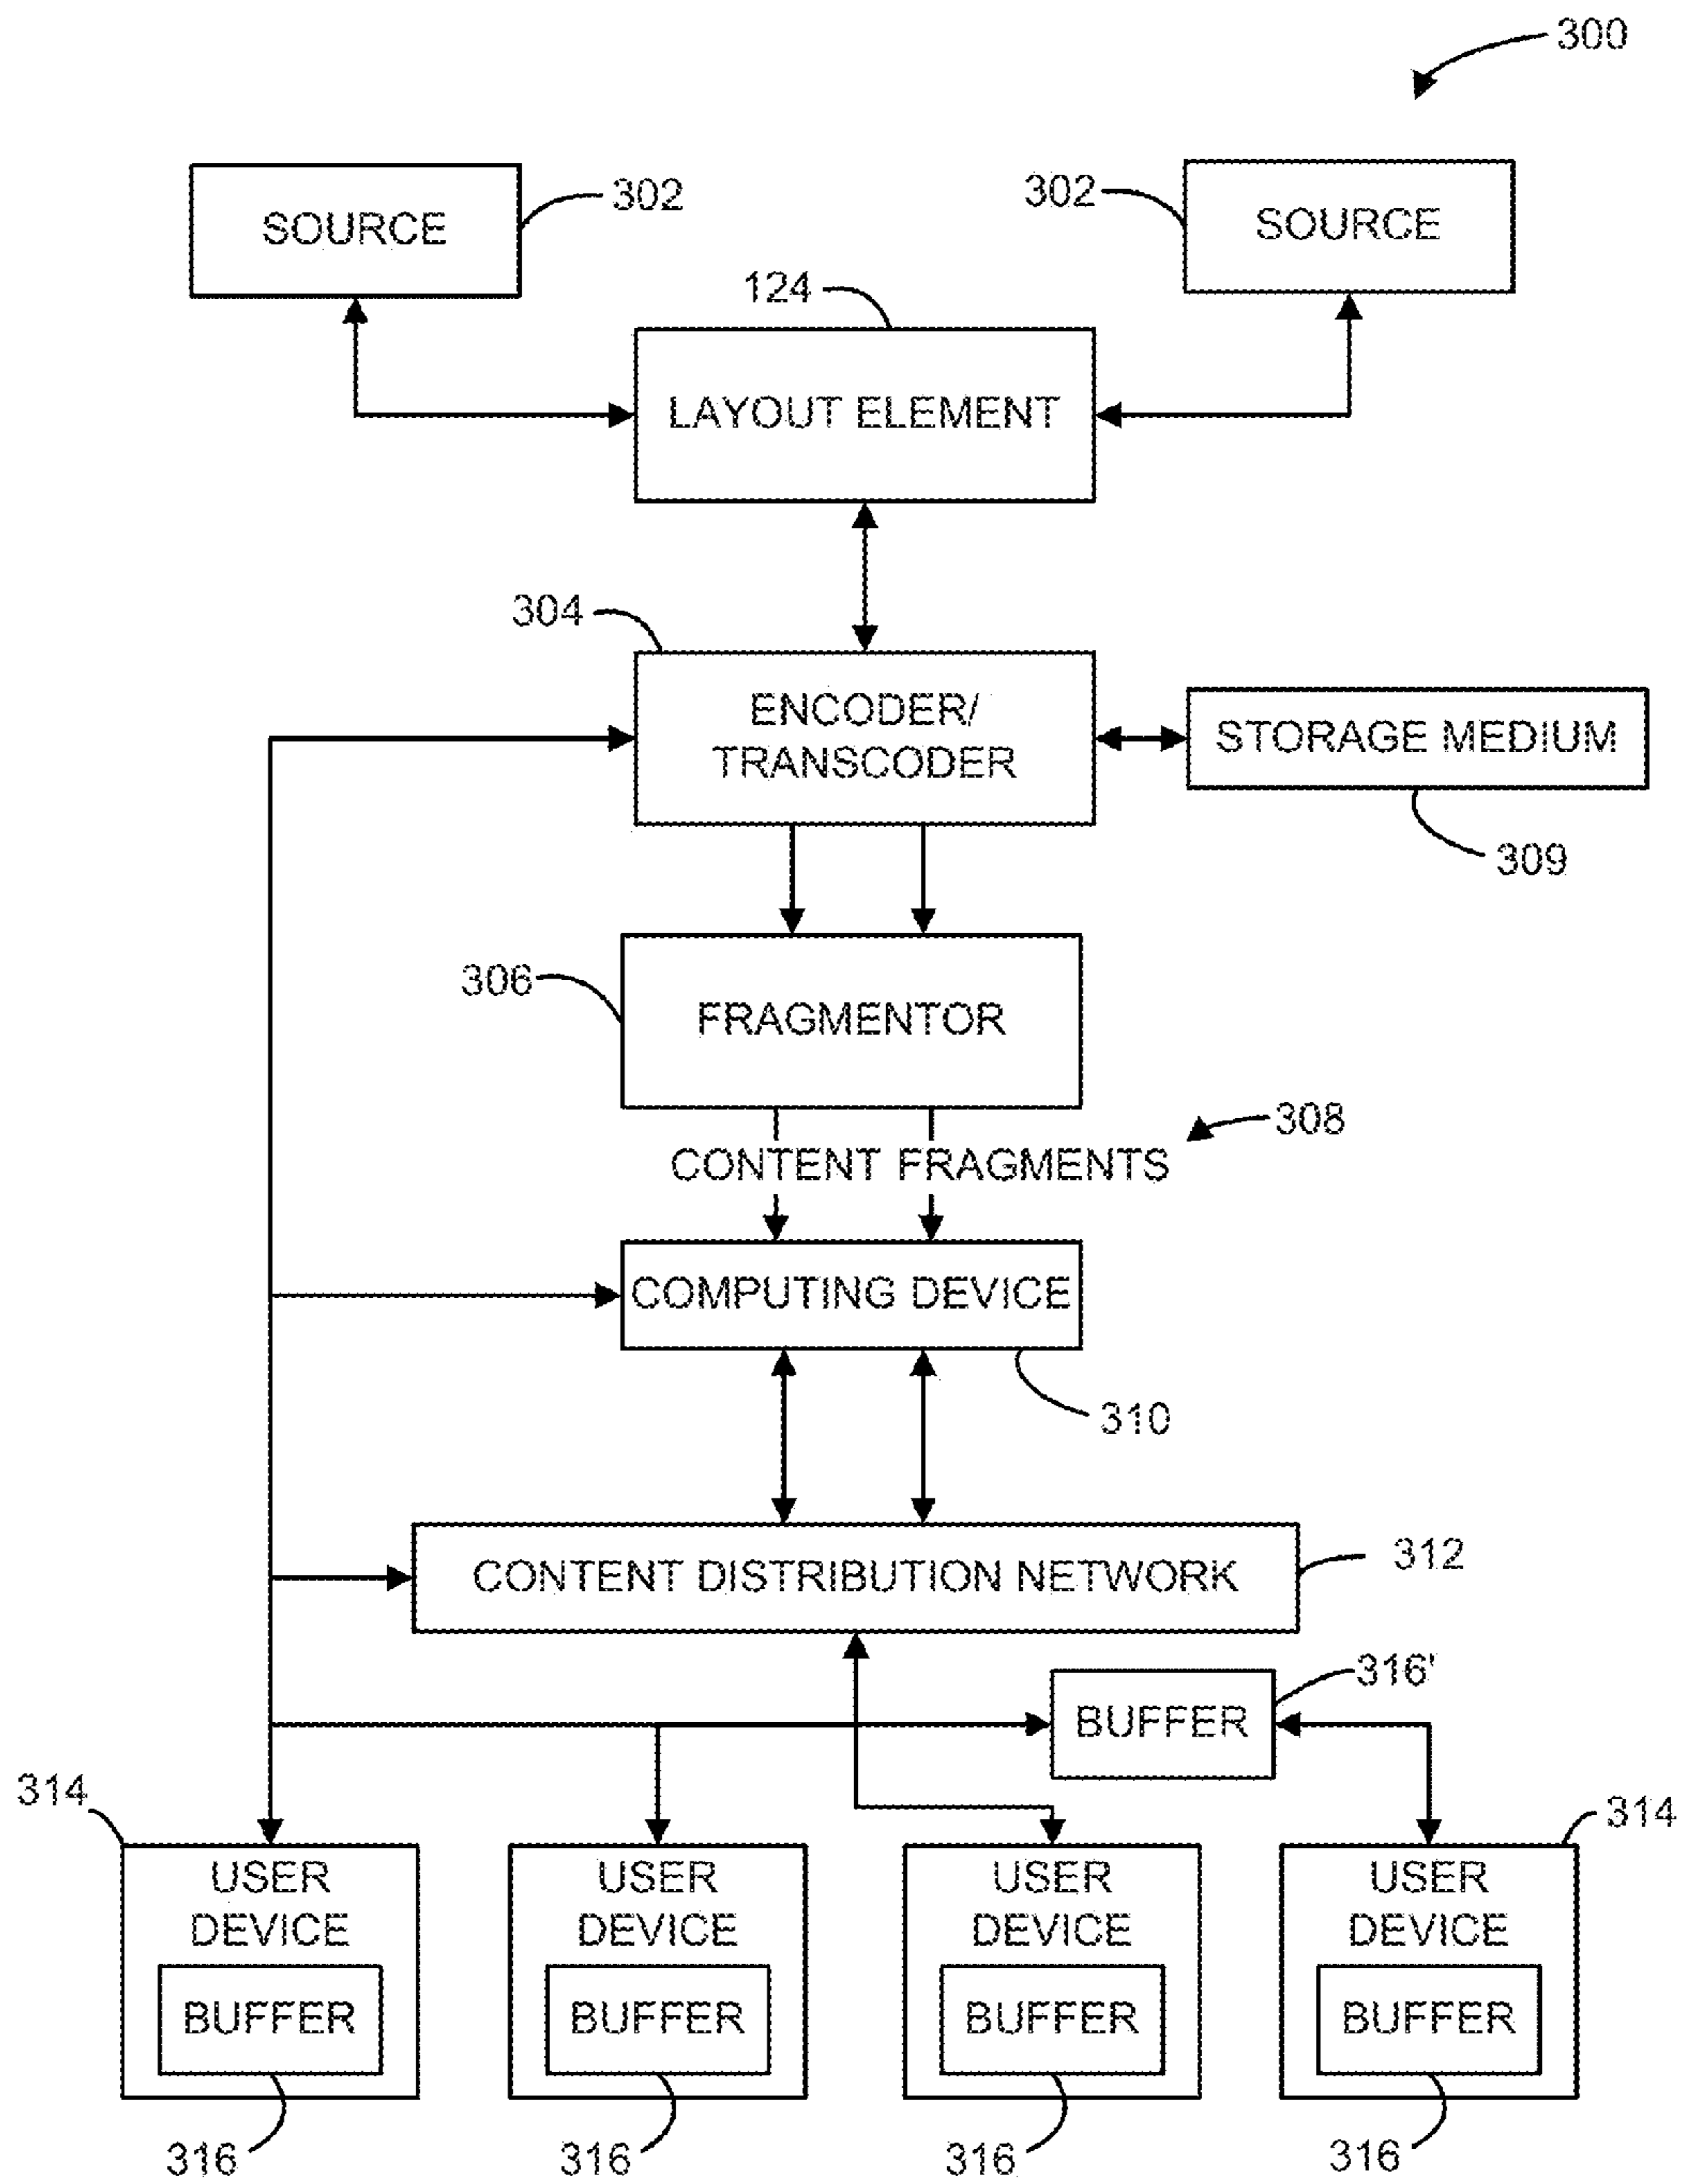 300
302
302
SOURCE
SOURCE
124
LAYOUT ELEMENT
304
ENCODER/
TRANSCODER
STORAGE MEDIUM
309
306
FRAGMENTOR
308
CONTENT FRAGMENTS
COMPUTING DEVICE
310
CONTENT DISTRIBUTION NETWORK
312
316'
BUFFER
314
314
USER
DEVICE
BUFFER
USER
DEVICE
BUFFER
USER
DEVICE
BUFFER
USER
DEVICE
BUFFER
316
316
316
316